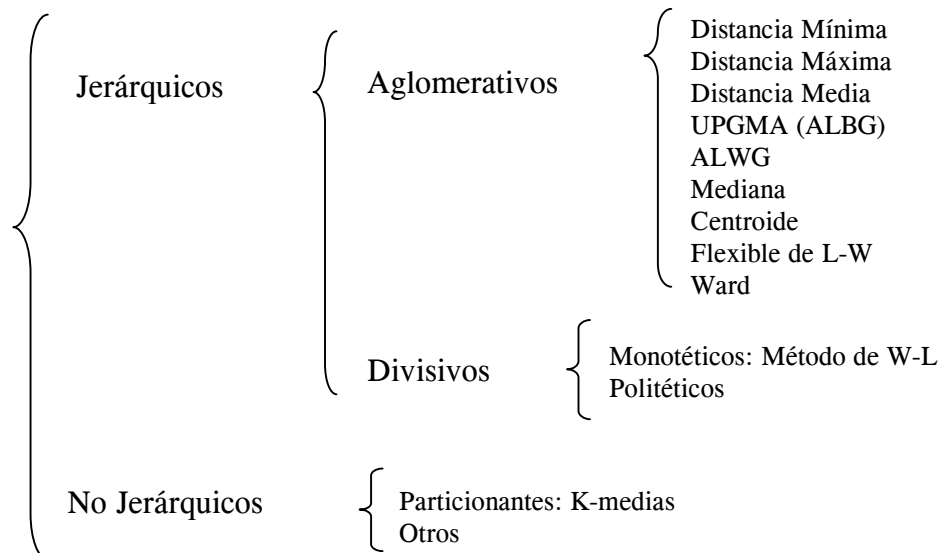 Jerárquicos
Aglomerativos
Distancia Mínima
Distancia Máxima
Distancia Media
UPGMA (ALBG)
ALWG
Mediana
Centroide
Flexible de L-W
Ward
Divisivos
Monotéticos: Método de W-L
Politéticos
No Jerárquicos
Particionantes: K-medias
Otros